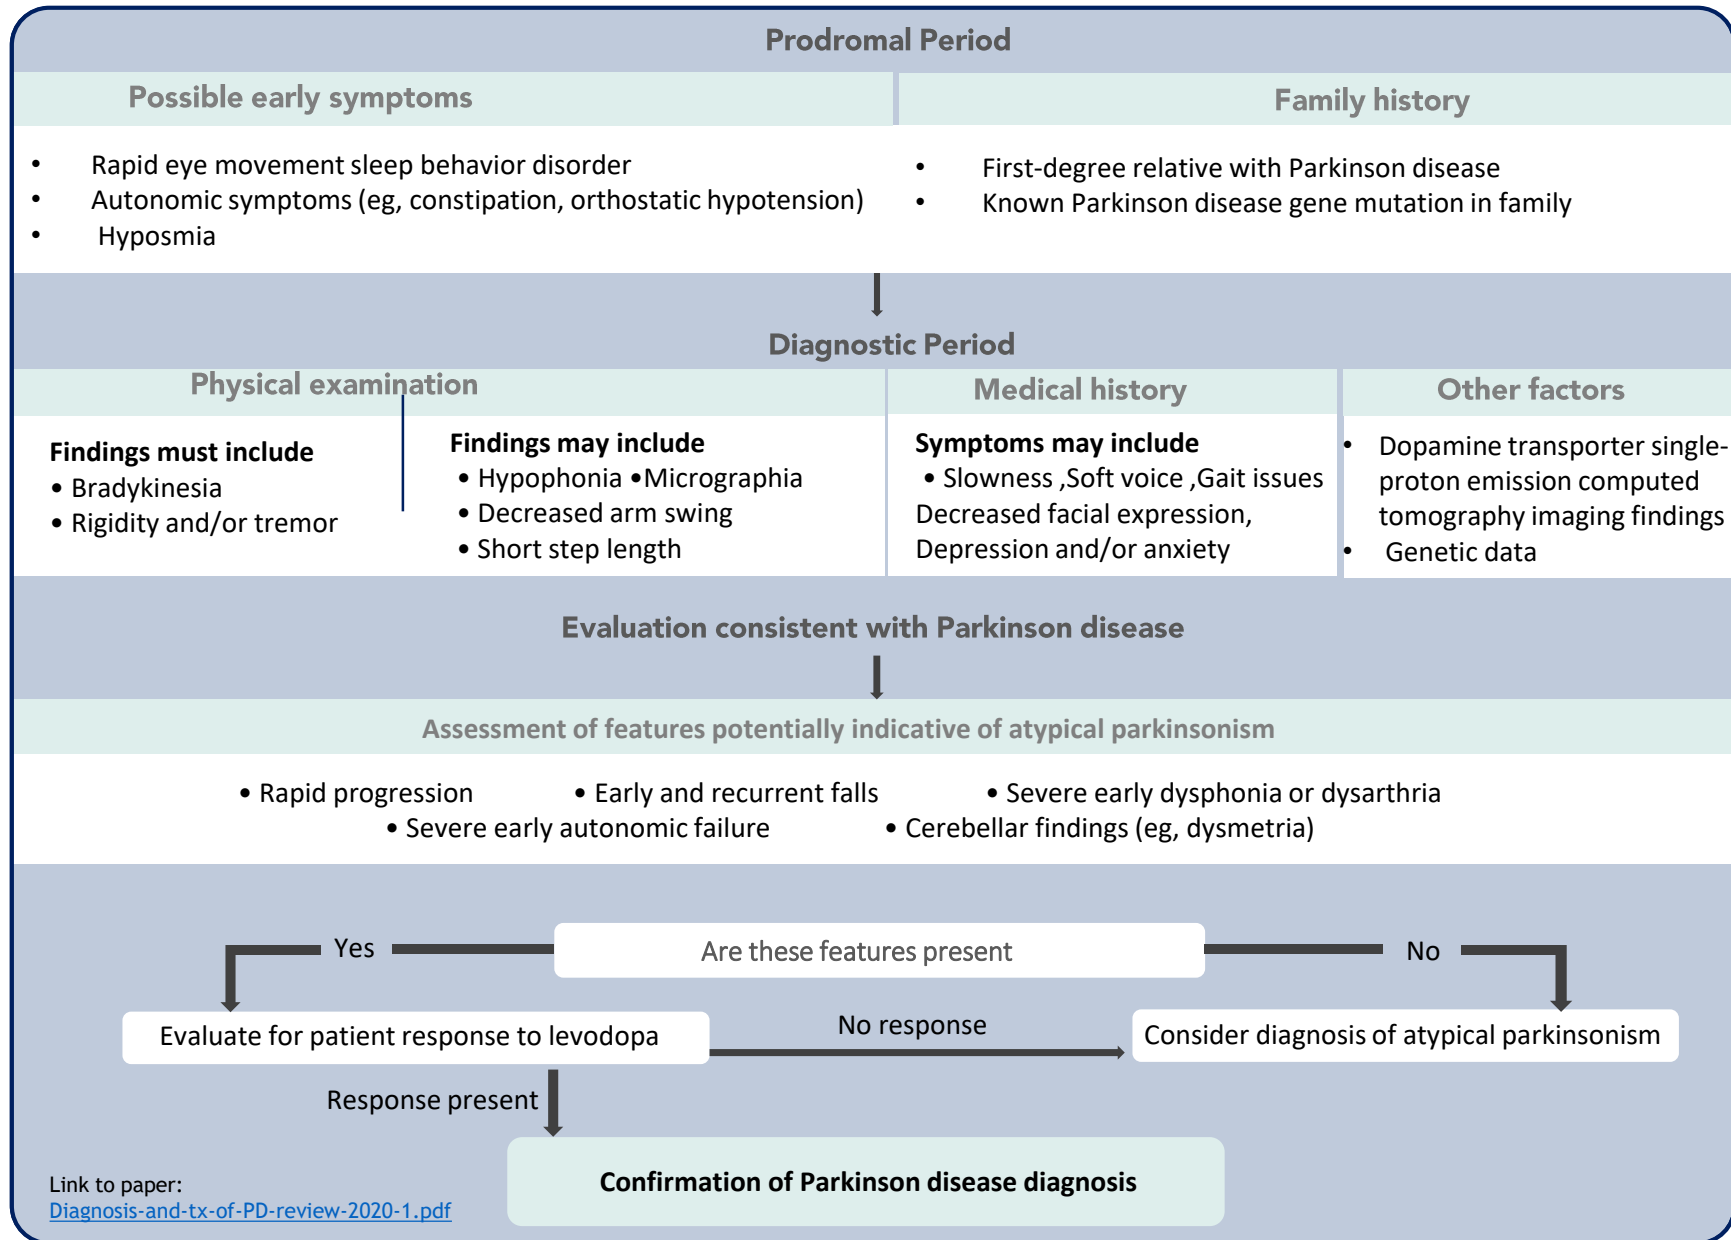 Prodromal Period
Possible early symptoms
Family history
• Rapid eye movement sleep behavior disorder
• Autonomic symptoms (eg, constipation, orthostatic hypotension)
• Hyposmia
• First-degree relative with Parkinson disease
• Known Parkinson disease gene mutation in family
Diagnostic Period
Physical examination
Medical history
Other factors
Findings must include
• Bradykinesia
• Rigidity and/or tremor
Findings may include
• Hypophonia •Micrographia
• Decreased arm swing
• Short step length
Symptoms may include
• Slowness ,Soft voice ,Gait issues
Decreased facial expression,
Depression and/or anxiety
• Dopamine transporter single-
proton emission computed
tomography imaging findings
• Genetic data
Evaluation consistent with Parkinson disease
Assessment of features potentially indicative of atypical parkinsonism
• Rapid progression • Early and recurrent falls • Severe early dysphonia or dysarthria
• Severe early autonomic failure • Cerebellar findings (eg, dysmetria)
Yes
Are these features present
No
Evaluate for patient response to levodopa
No response
Consider diagnosis of atypical parkinsonism
Response present
Confirmation of Parkinson disease diagnosis
Link to paper:
Diagnosis-and-tx-of-PD-review-2020-1.pdf